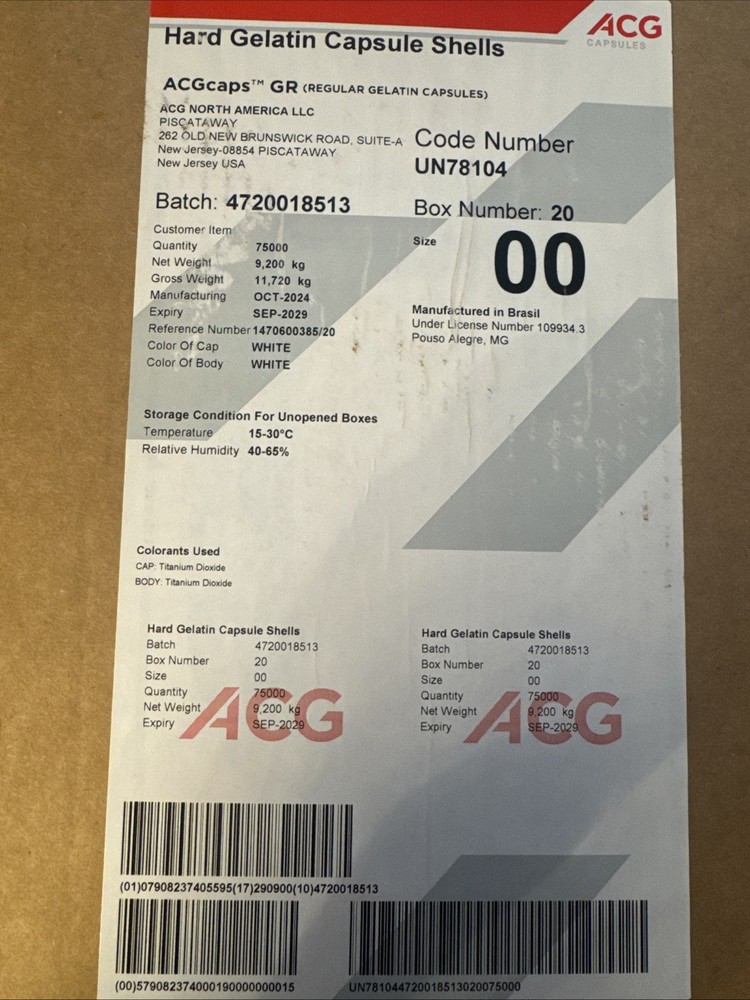 ACG
CAPSULES
Hard Gelatin Capsule Shells
ACGcaps™ GR (REGULAR GELATIN CAPSULES)
ACG NORTH AMERICA LLC
PISCATAWAY
262 OLD NEW BRUNSWICK ROAD, SUITE-A
New Jersey-08854 PISCATAWAY
New Jersey USA
Code Number
UN78104
Batch: 4720018513
Box Number: 20
Customer Item
Quantity 75000
Net Weight 9,200 kg
Gross Weight 11,720 kg
Manufacturing OCT-2024
Expiry SEP-2029
Reference Number 1470600385/20
Color Of Cap WHITE
Color Of Body WHITE
Size 00
Manufactured in Brasil
Under License Number 109934.3
Pouso Alegre, MG
Storage Condition For Unopened Boxes
Temperature 15-30°C
Relative Humidity 40-65%
Colorants Used
CAP: Titanium Dioxide
BODY: Titanium Dioxide
Hard Gelatin Capsule Shells
Batch 4720018513
Box Number 20
Size 00
Quantity 75000
Net Weight 9,200 kg
Expiry SEP-2029
ACG
Hard Gelatin Capsule Shells
Batch 4720018513
Box Number 20
Size 00
Quantity 75000
Net Weight 9,200 kg
Expiry SEP-2029
ACG
(01)07908237405595(17)290900(10)4720018513
(00)579082374000190000000015
UN781044720018513020075000